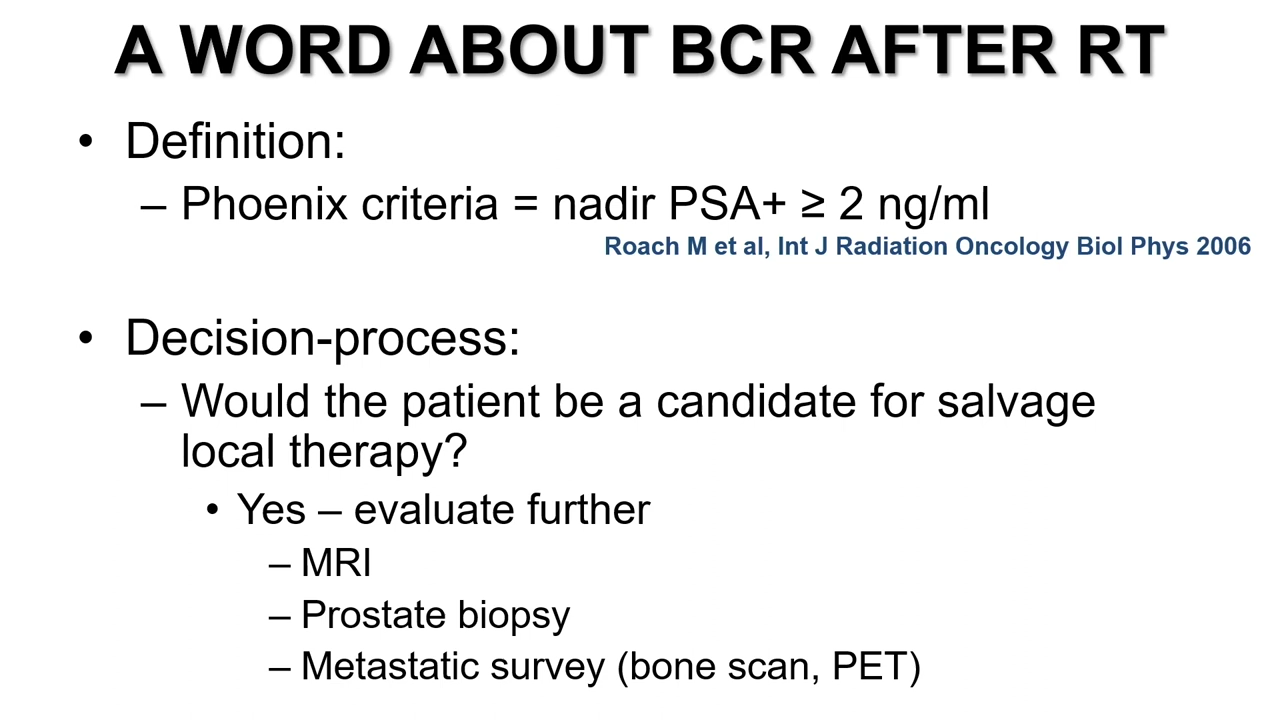 A WORD ABOUT BCR AFTER RT
• Definition:
– Phoenix criteria = nadir PSA+ ≥ 2 ng/ml
Roach M et al, Int J Radiation Oncology Biol Phys 2006
• Decision-process:
– Would the patient be a candidate for salvage
local therapy?
• Yes – evaluate further
– MRI
– Prostate biopsy
– Metastatic survey (bone scan, PET)